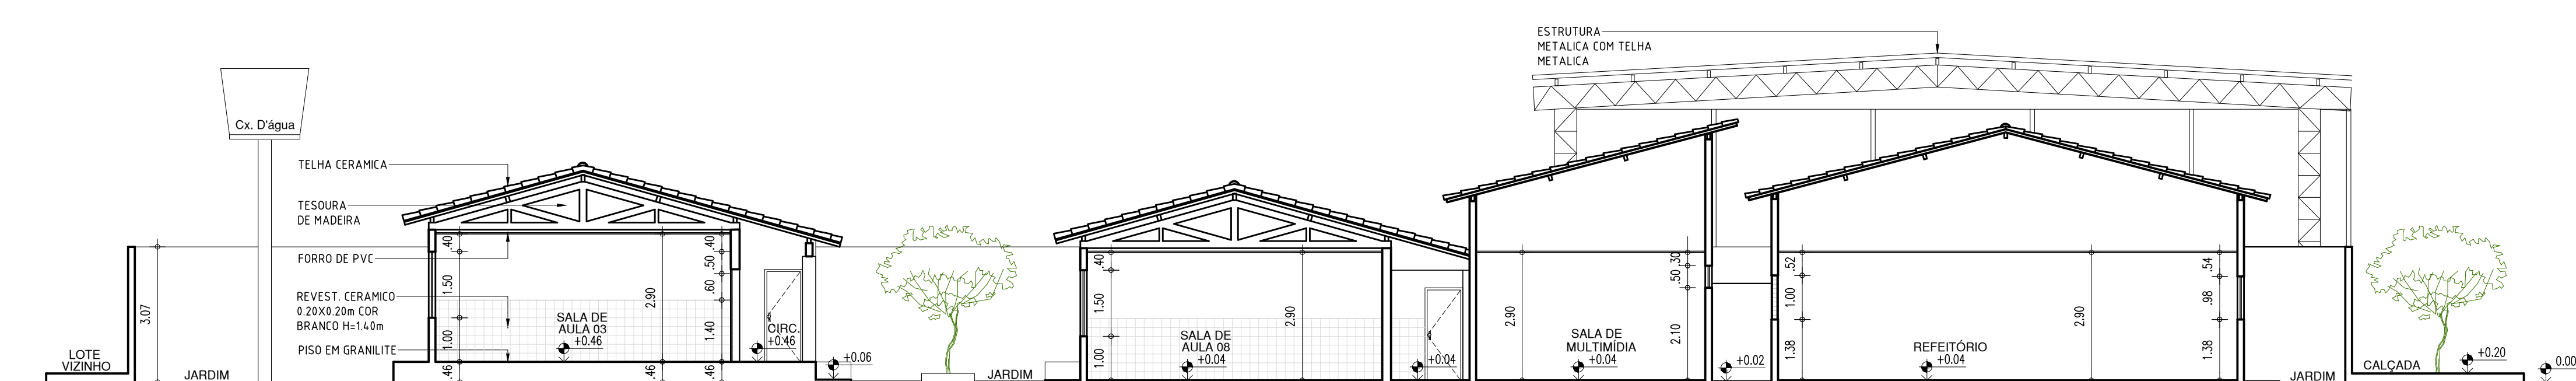 ESTRUTURA
METALICA COM TELHA
METALICA
Cx. D'água
TELHA CERAMICA
TESOURA
DE MADEIRA
FORRO DE PVC
REVEST. CERAMICO
0.20X0.20m COR
BRANCO H=1.40m
PISO EM GRANILITE
3.07
LOTE
VIZINHO
JARDIM
.40
1.50
1.00
.46
SALA DE
AULA 03
+0.46
2.90
.46
.40
.50
.60
1.40
.46
CIRC.
+0.46
+0.06
JARDIM
.40
1.50
1.00
SALA DE
AULA 08
+0.04
2.90
+0.04
2.90
SALA DE
MULTIMÍDIA
+0.04
.30
.50
2.10
+0.02
.52
1.00
1.38
REFEITÓRIO
+0.04
2.90
.54
.98
1.38
JARDIM
CALÇADA
+0.20
0.00